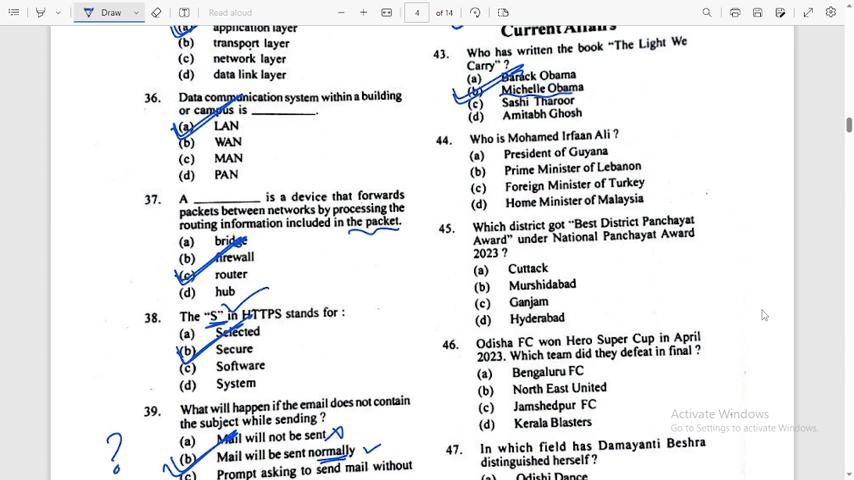 Draw
Read aloud
4
of 14
(a) application layer
(b) transport layer
(c) network layer
(d) data link layer
36. Data communication system within a building
or campus is __________.
(a) LAN
(b) WAN
(c) MAN
(d) PAN
37. A __________ is a device that forwards
packets between networks by processing the
routing information included in the packet.
(a) bridge
(b) firewall
(c) router
(d) hub
38. The "S" in HTTPS stands for :
(a) Selected
(b) Secure
(c) Software
(d) System
39. What will happen if the email does not contain
the subject while sending ?
?
(a) Mail will not be sent
(b) Mail will be sent normally
(c) Prompt asking to send mail without
Current Affairs
43. Who has written the book "The Light We
Carry" ?
(a) Barack Obama
(b) Michelle Obama
(c) Sashi Tharoor
(d) Amitabh Ghosh
44. Who is Mohamed Irfaan Ali ?
(a) President of Guyana
(b) Prime Minister of Lebanon
(c) Foreign Minister of Turkey
(d) Home Minister of Malaysia
45. Which district got "Best District Panchayat
Award" under National Panchayat Award
2023 ?
(a) Cuttack
(b) Murshidabad
(c) Ganjam
(d) Hyderabad
46. Odisha FC won Hero Super Cup in April
2023. Which team did they defeat in final ?
(a) Bengaluru FC
(b) North East United
(c) Jamshedpur FC
(d) Kerala Blasters
47. In which field has Damayanti Beshra
distinguished herself ?
(a) Odishi Dance
Activate Windows
Go to Settings to activate Windows.